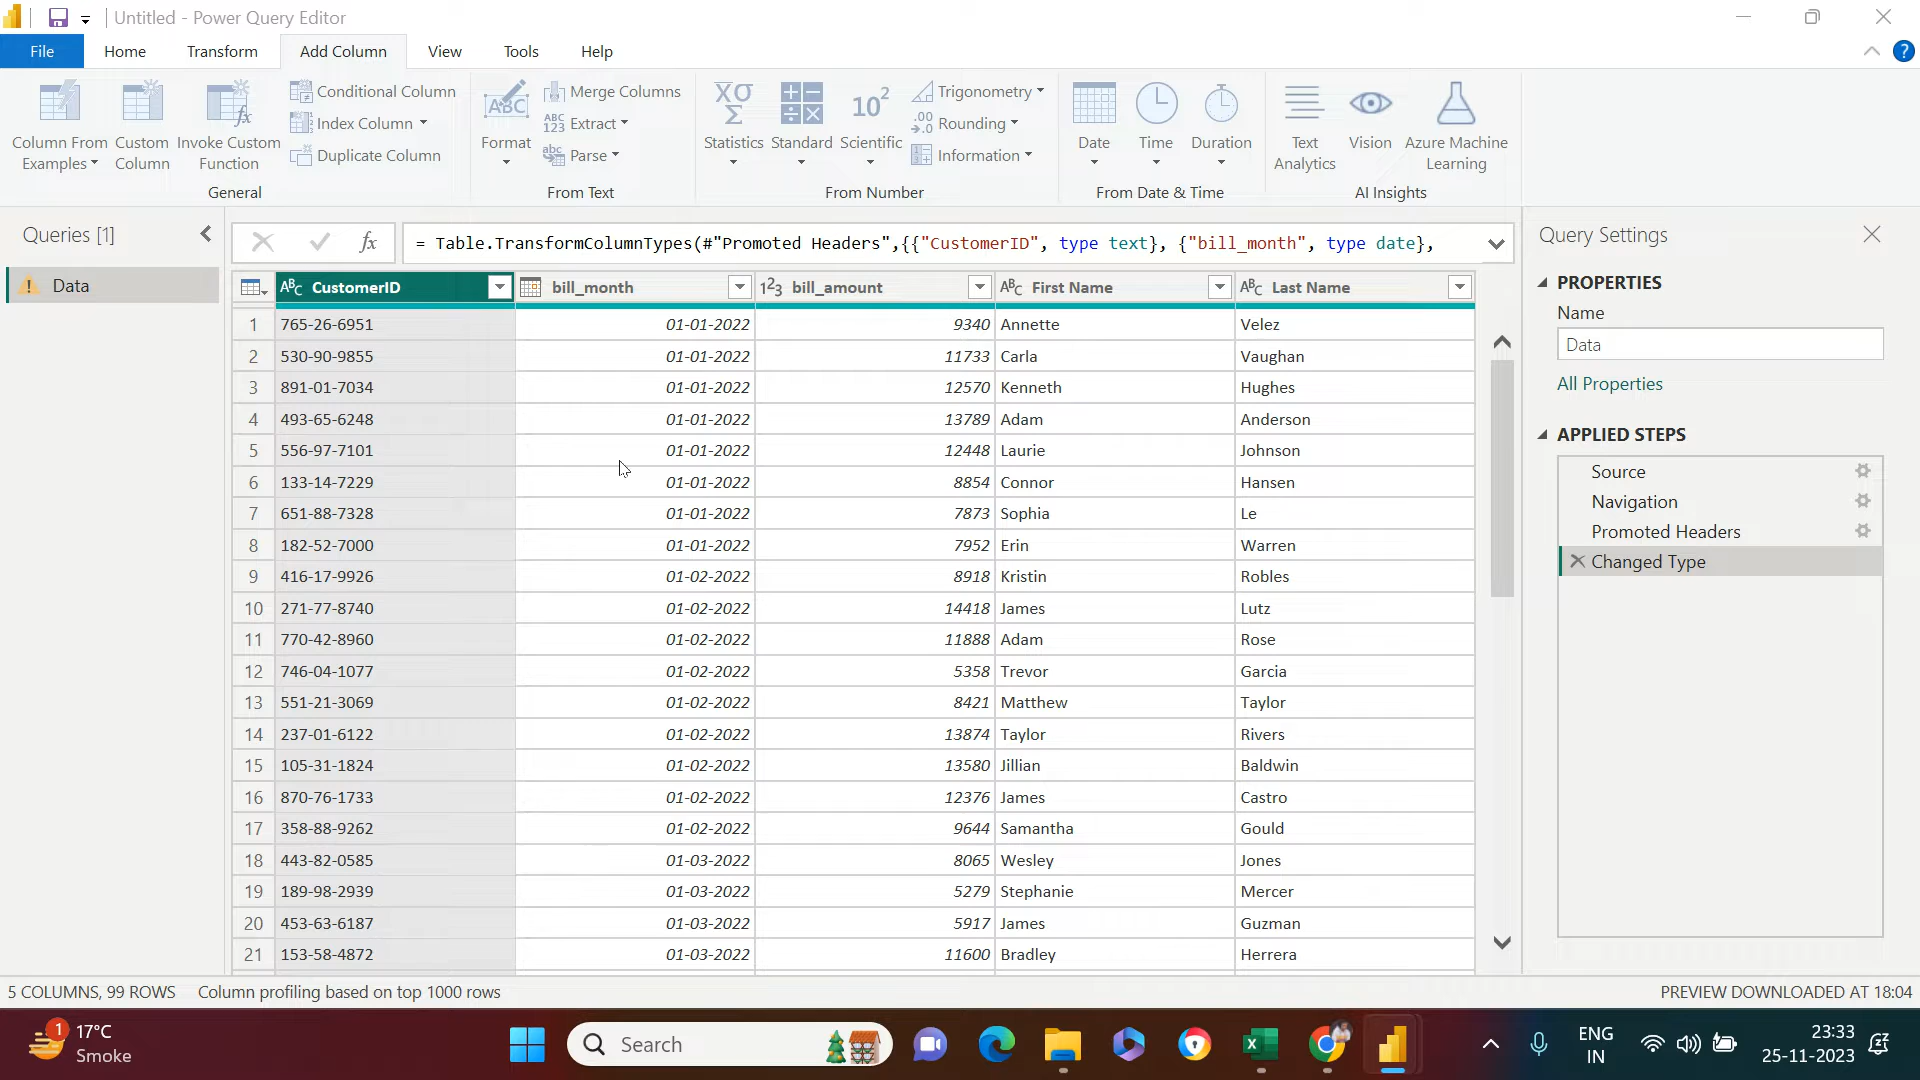 Untitled - Power Query Editor
File Home Transform Add Column View Tools Help
Column From Examples
Custom Column
Invoke Custom Function
Conditional Column
Index Column
Duplicate Column
General
ABC
Format
Merge Columns
ABC 123 Extract
abc Parse
From Text
XO Σ
Statistics
Standard
10² Scientific
Trigonometry
.00 →.0 Rounding
Information
From Number
Date
Time
Duration
From Date & Time
Text Analytics
Vision
Azure Machine Learning
AI Insights
Queries [1]
Data
fx = Table.TransformColumnTypes(#"Promoted Headers",{{"CustomerID", type text}, {"bill_month", type date},
ABC CustomerID bill_month 123 bill_amount ABC First Name ABC Last Name
1 765-26-6951 01-01-2022 9340 Annette Velez
2 530-90-9855 01-01-2022 11733 Carla Vaughan
3 891-01-7034 01-01-2022 12570 Kenneth Hughes
4 493-65-6248 01-01-2022 13789 Adam Anderson
5 556-97-7101 01-01-2022 12448 Laurie Johnson
6 133-14-7229 01-01-2022 8854 Connor Hansen
7 651-88-7328 01-01-2022 7873 Sophia Le
8 182-52-7000 01-01-2022 7952 Erin Warren
9 416-17-9926 01-02-2022 8918 Kristin Robles
10 271-77-8740 01-02-2022 14418 James Lutz
11 770-42-8960 01-02-2022 11888 Adam Rose
12 746-04-1077 01-02-2022 5358 Trevor Garcia
13 551-21-3069 01-02-2022 8421 Matthew Taylor
14 237-01-6122 01-02-2022 13874 Taylor Rivers
15 105-31-1824 01-02-2022 13580 Jillian Baldwin
16 870-76-1733 01-02-2022 12376 James Castro
17 358-88-9262 01-02-2022 9644 Samantha Gould
18 443-82-0585 01-03-2022 8065 Wesley Jones
19 189-98-2939 01-03-2022 5279 Stephanie Mercer
20 453-63-6187 01-03-2022 5917 James Guzman
21 153-58-4872 01-03-2022 11600 Bradley Herrera
Query Settings
PROPERTIES
Name
Data
All Properties
APPLIED STEPS
Source
Navigation
Promoted Headers
Changed Type
5 COLUMNS, 99 ROWS Column profiling based on top 1000 rows
PREVIEW DOWNLOADED AT 18:04
1 17°C
Smoke
Search
ENG
IN
23:33
25-11-2023